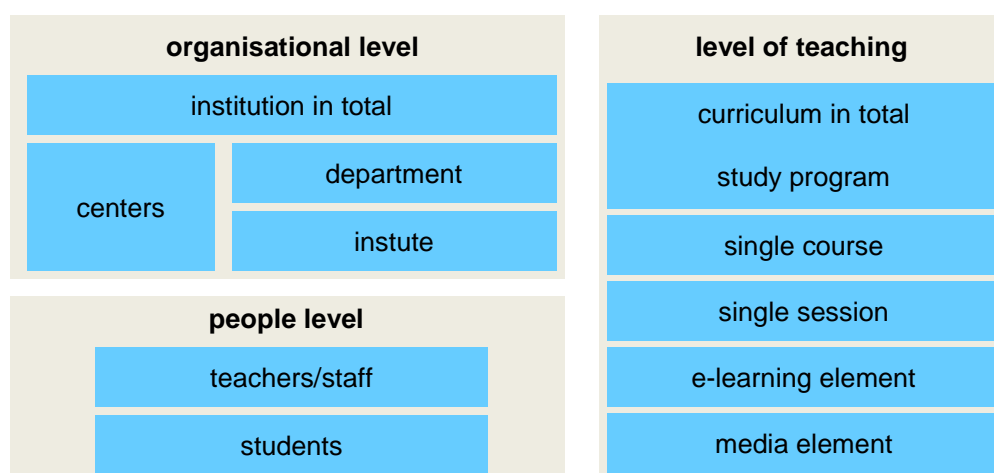 organisational level
institution in total
centers
department
instute
people level
teachers/staff
students
level of teaching
curriculum in total
study program
single course
single session
e-learning element
media element